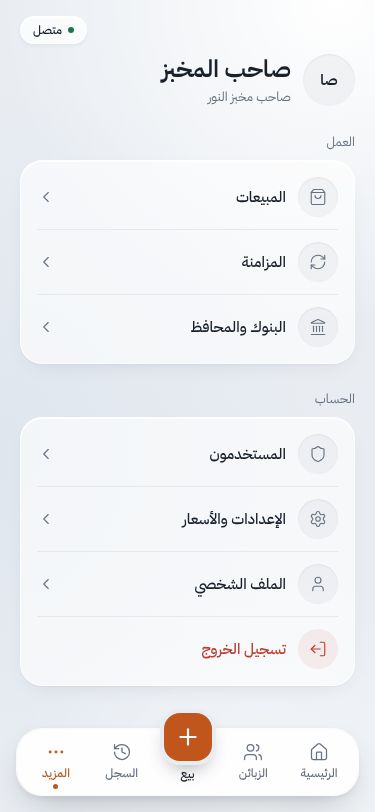 متصل
صا
صاحب المخبز
صاحب مخبز النور
العمل
المبيعات
المزامنة
البنوك والمحافظ
الحساب
المستخدمون
الإعدادات والأسعار
الملف الشخصي
تسجيل الخروج
الرئيسية
الزبائن
بيع
السجل
المزيد